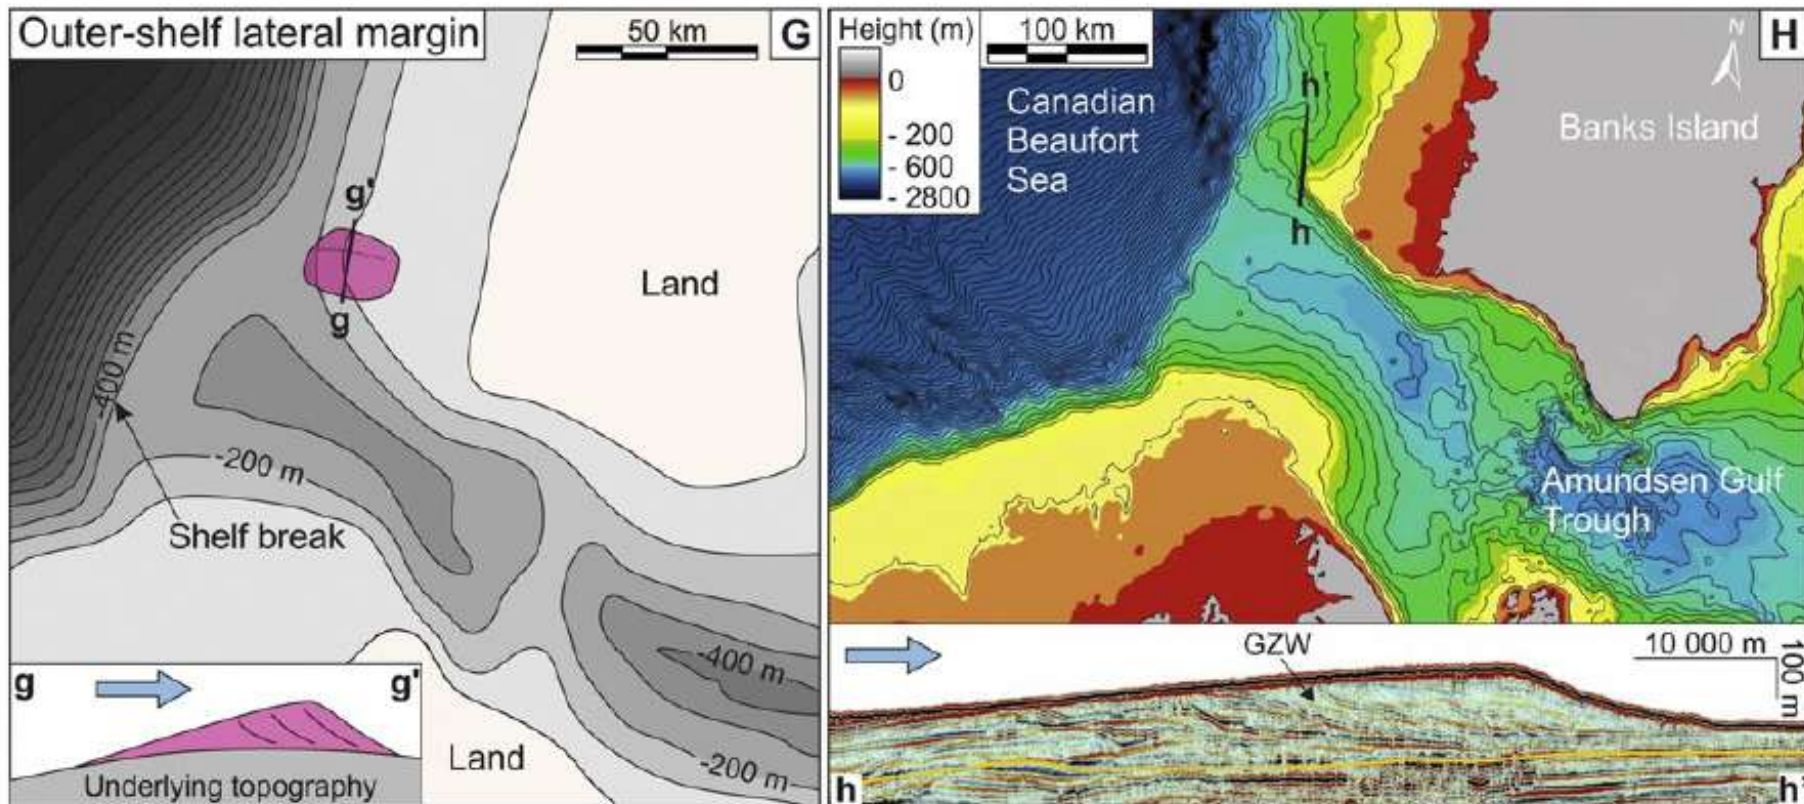 Outer-shelf lateral margin
50 km
G
g'
g
Land
-400 m
-200 m
Shelf break
g
g'
Underlying topography
Land
-400 m
-200 m
Height (m)
0
- 200
- 600
- 2800
100 km
H
N
Canadian
Beaufort
Sea
h'
h
Banks Island
Amundsen Gulf
Trough
GZW
10 000 m
100 m
h
h'